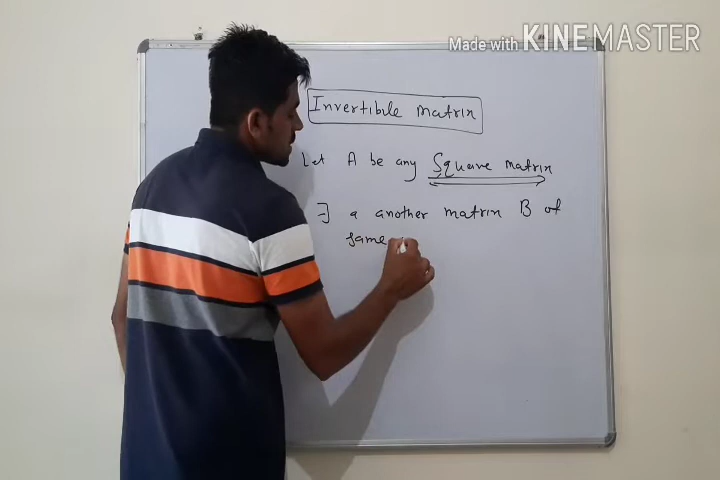 Made with KINEMASTER
Invertible matrix
Let A be any Square matrix
∃ a another matrix B of
same